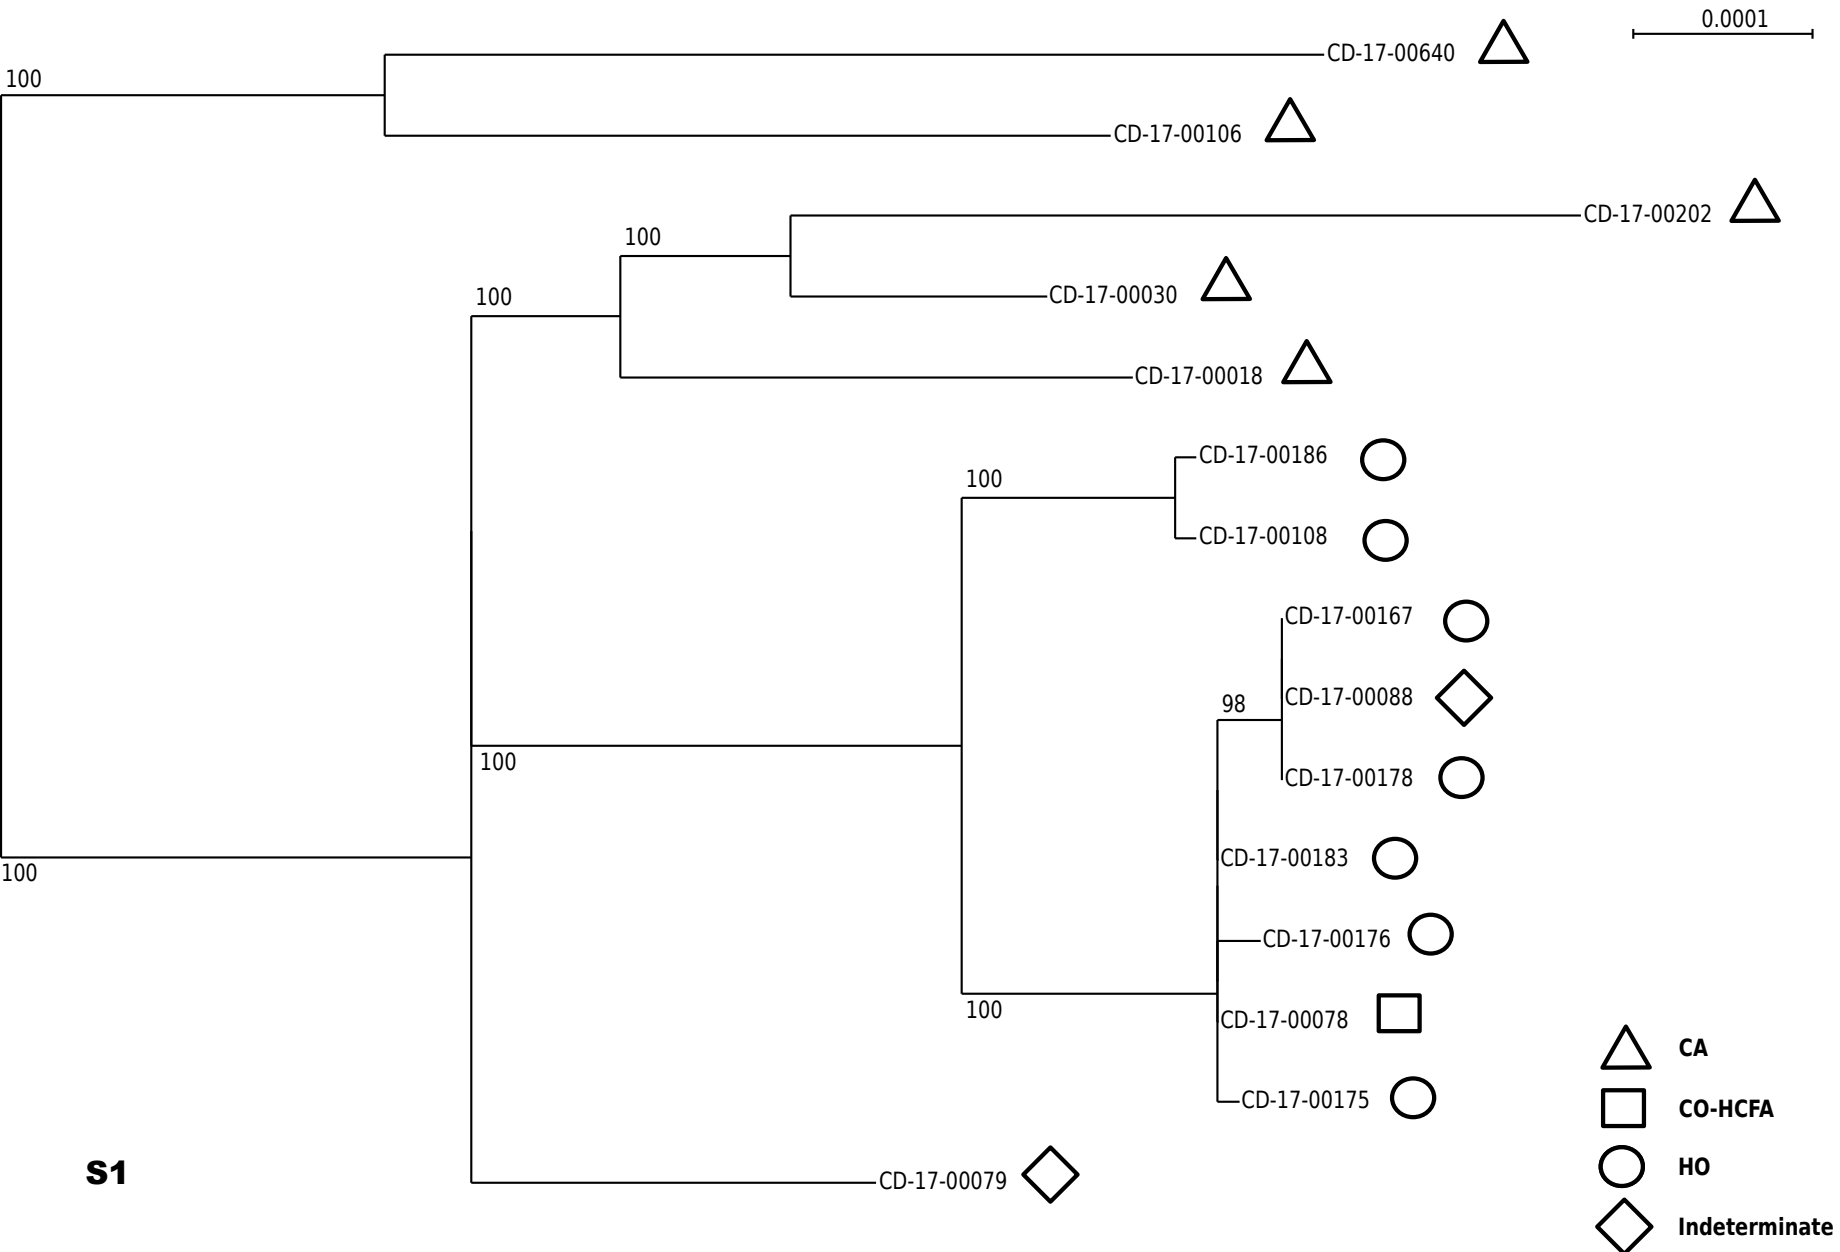 0.0001
CD-17-00640
100
CD-17-00106
CD-17-00202
100
CD-17-00030
100
CD-17-00018
CD-17-00186
100
CD-17-00108
CD-17-00167
CD-17-00088
98
100
CD-17-00178
CD-17-00183
100
CD-17-00176
100
CD-17-00078
CA
CD-17-00175
CO-HCFA
S1
HO
CD-17-00079
Indeterminate